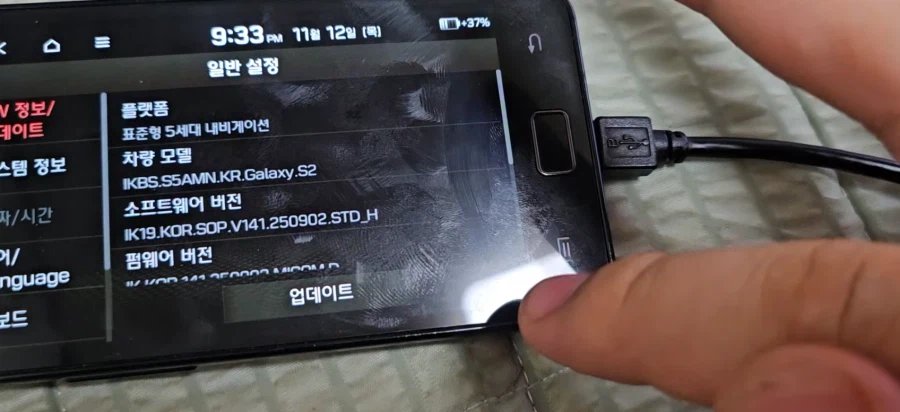 +37%
9:33 PM 11월 12일 [목]
일반 설정
W 정보/
데이트
스템 정보
짜/시간
어/
anguage
보드
플랫폼
표준형 5세대 내비게이션
차량 모델
IKBS.S5AMN.KR.Galaxy.S2
소프트웨어 버전
IK19.KOR.SOP.V141.250902.STD_H
펌웨어 버전
업데이트